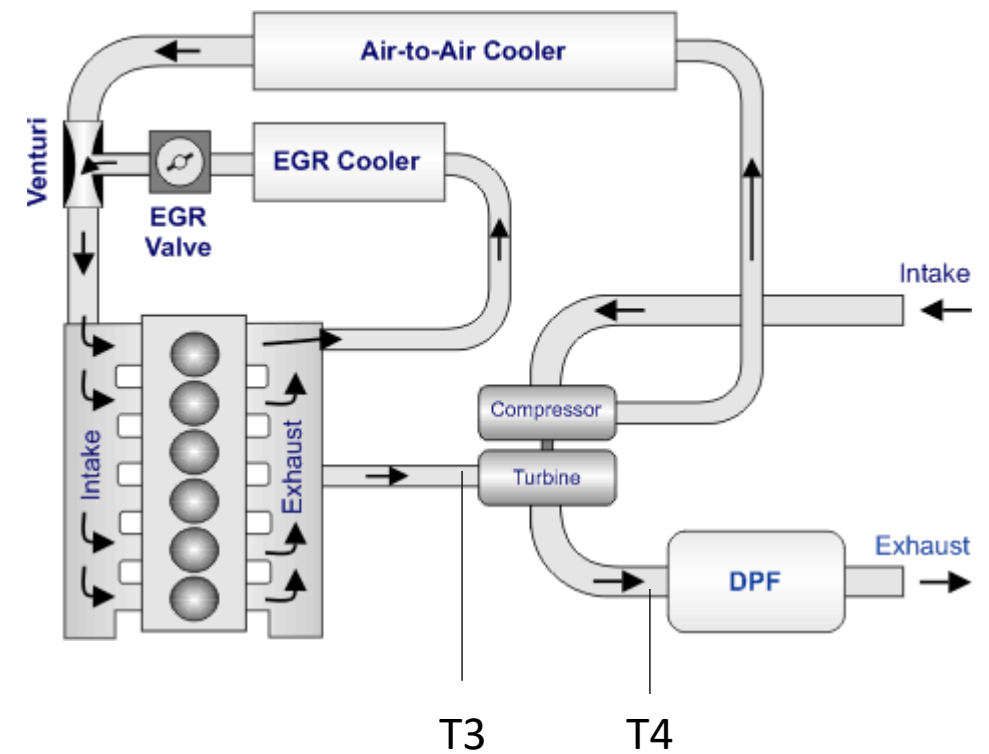 Air-to-Air Cooler
Venturi
EGR Cooler
EGR
Valve
Intake
Compressor
Turbine
Intake
Exhaust
Exhaust
DPF
T3
T4